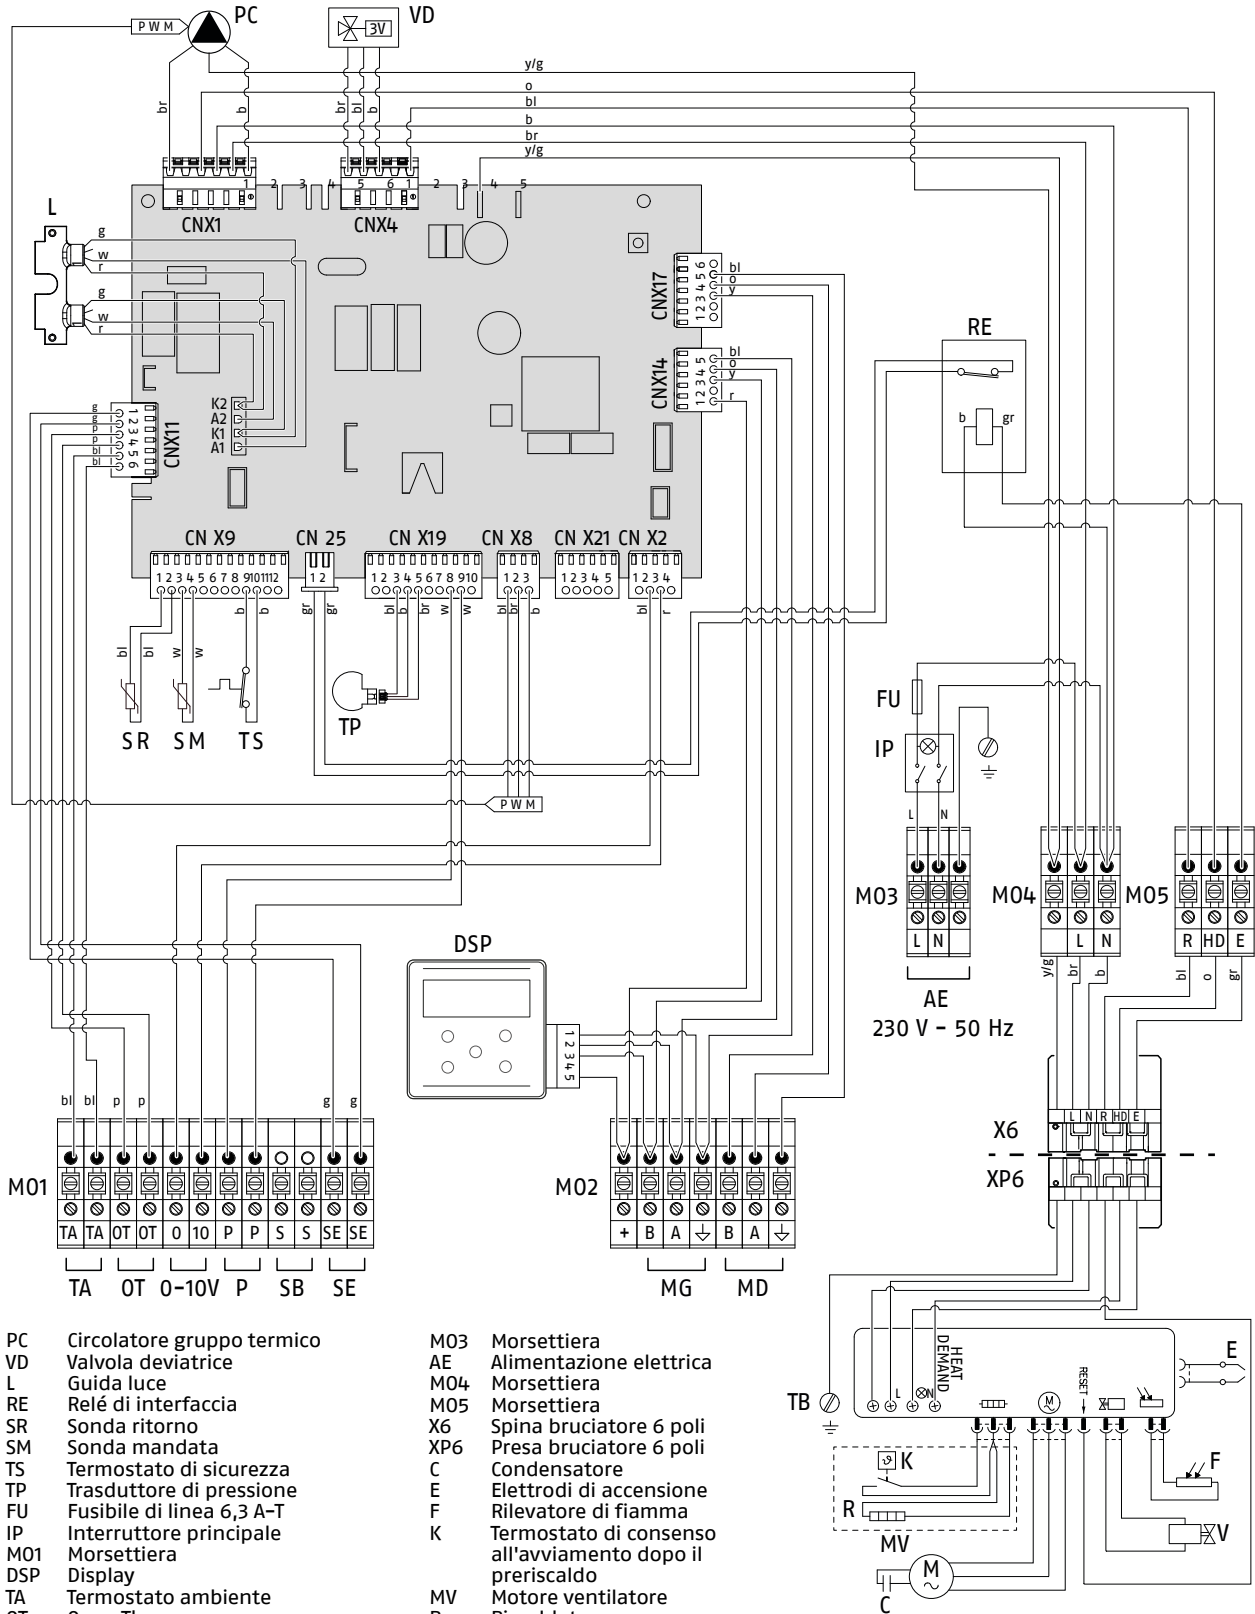 PWM
PC
3V
VD
y/g
o
bl
b
br
y/g
br
b
br
bl
b
1 2 3 4 5 6 1 2 3 4 5
CNX1
CNX4
L
g
w
r
g
w
r
K2
A2
K1
A1
CNX17
1 2 3 4 5 6
bl
o
y
CNX14
1 2 3 4 5
bl
o
y
r
RE
b
gr
g
g
p
p
bl
bl
1 2 3 4 5 6
CNX11
CN X9
CN 25
CN X19
CN X8
CN X21
CN X2
1 2 3 4 5 6 7 8 9 10 11 12
1 2
1 2 3 4 5 6 7 8 9 10
1 2 3
1 2 3 4 5
1 2 3 4
b
b
gr
gr
bl
b
br
w
w
bl
br
b
bl
r
bl
bl
w
w
SR
SM
TS
TP
FU
IP
PWM
L
N
M03
M04
M05
L N
L N
R HD E
AE
230 V - 50 Hz
y/g
br
b
bl
o
gr
DSP
1 2 3 4 5
bl
bl
p
p
g
g
L N R HD E
X6
XP6
M01
TA TA OT OT 0 10 P P S S SE SE
TA OT 0-10V P SB SE
M02
+ B A B A
MG
MD
HEAT DEMAND
L
N
M
RESET
TB
E
K
R
F
MV
V
M
C
PC Circolatore gruppo termico
VD Valvola deviatrice
L Guida luce
RE Relé di interfaccia
SR Sonda ritorno
SM Sonda mandata
TS Termostato di sicurezza
TP Trasduttore di pressione
FU Fusibile di linea 6,3 A-T
IP Interruttore principale
M01 Morsettiera
DSP Display
TA Termostato ambiente
M03 Morsettiera
AE Alimentazione elettrica
M04 Morsettiera
M05 Morsettiera
X6 Spina bruciatore 6 poli
XP6 Presa bruciatore 6 poli
C Condensatore
E Elettrodi di accensione
F Rilevatore di fiamma
K Termostato di consenso
all'avviamento dopo il
preriscaldo
MV Motore ventilatore